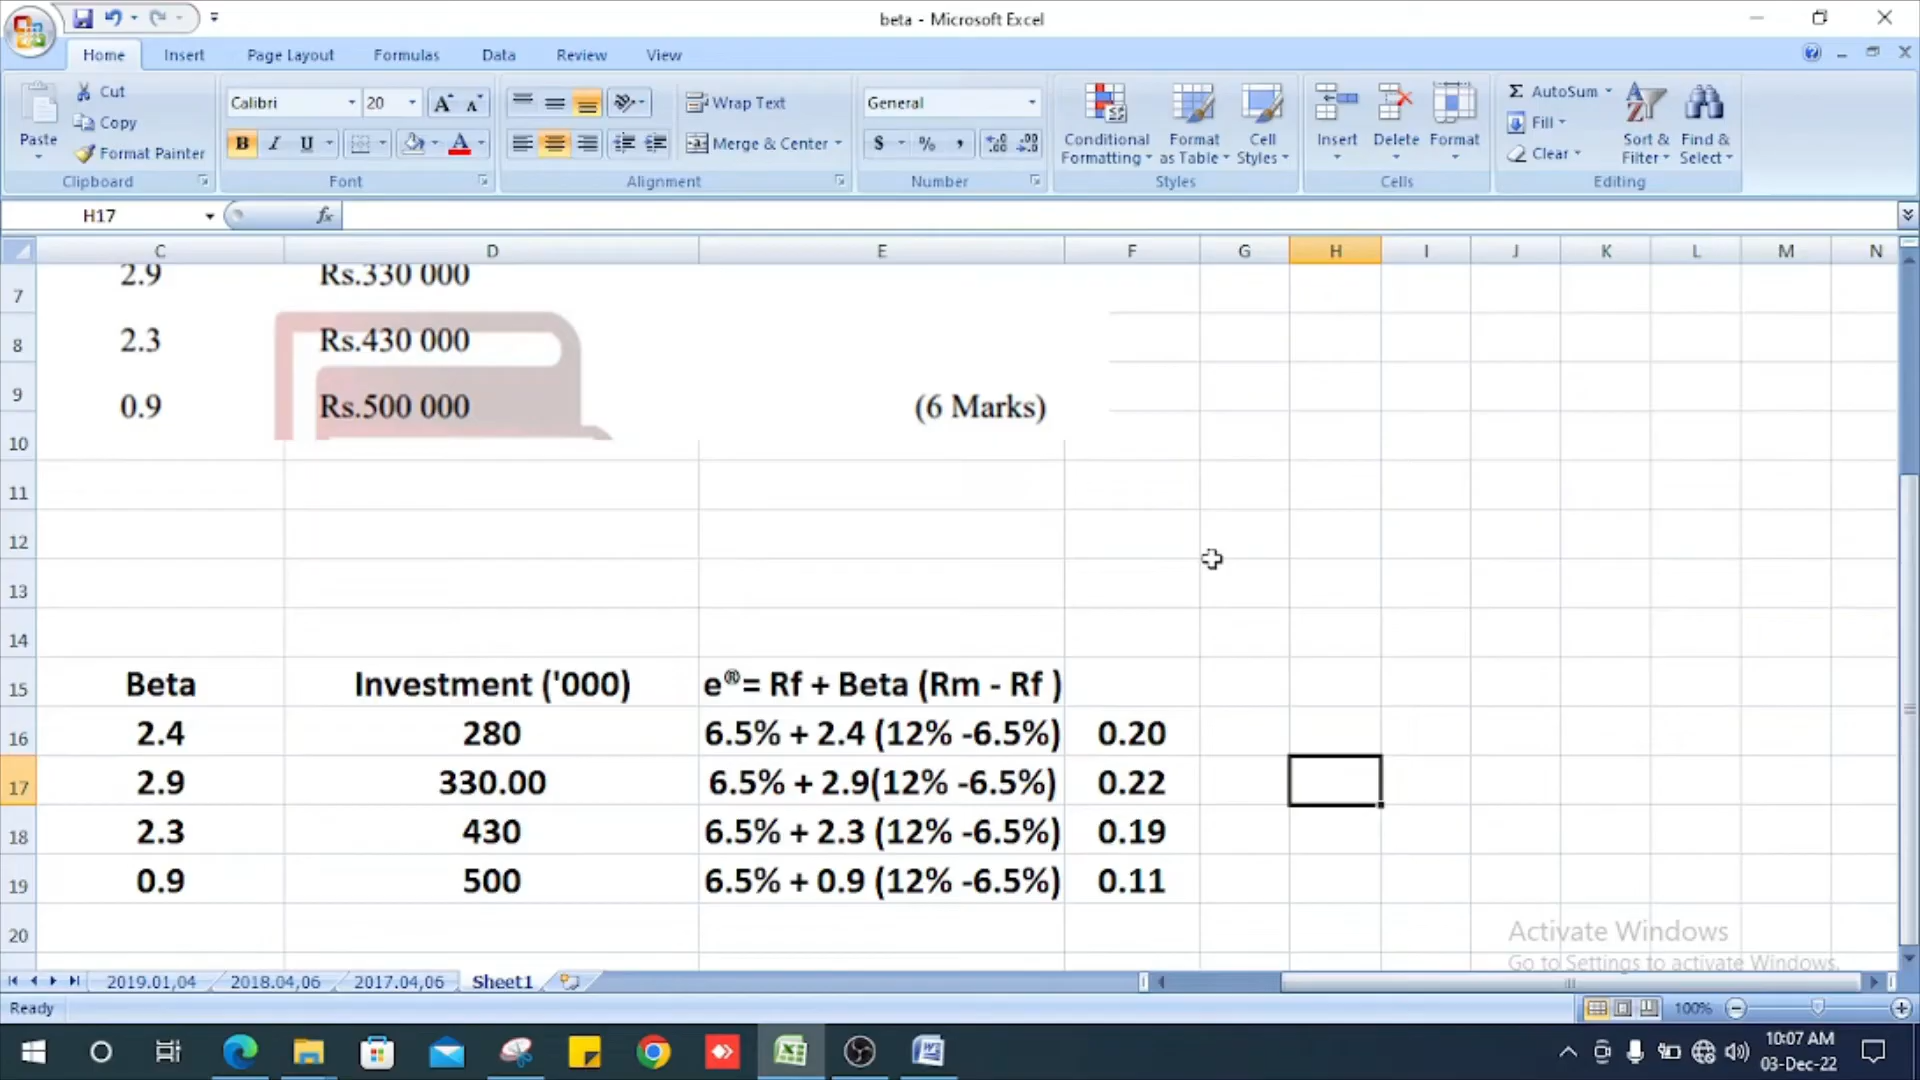 beta - Microsoft Excel
Home Insert Page Layout Formulas Data Review View
Paste Cut Copy Format Painter Clipboard
Calibri 20 A A B I U A Font
Wrap Text Merge & Center Alignment
General $ % , .0 .00 .00 .0 Number
Conditional Formatting Format as Table Cell Styles Styles
Insert Delete Format Cells
Σ AutoSum Fill Clear Sort & Filter Find & Select Editing
H17 fx
C D E F G H I J K L M N
7 2.9 Rs.330 000
8 2.3 Rs.430 000
9 0.9 Rs.500 000 (6 Marks)
10
11
12
13
14
15 Beta Investment ('000) e®= Rf + Beta (Rm - Rf )
16 2.4 280 6.5% + 2.4 (12% -6.5%) 0.20
17 2.9 330.00 6.5% + 2.9(12% -6.5%) 0.22
18 2.3 430 6.5% + 2.3 (12% -6.5%) 0.19
19 0.9 500 6.5% + 0.9 (12% -6.5%) 0.11
20
Activate Windows
Go to Settings to activate Windows.
2019.01,04 2018.04,06 2017.04,06 Sheet1
Ready 100%
10:07 AM
03-Dec-22